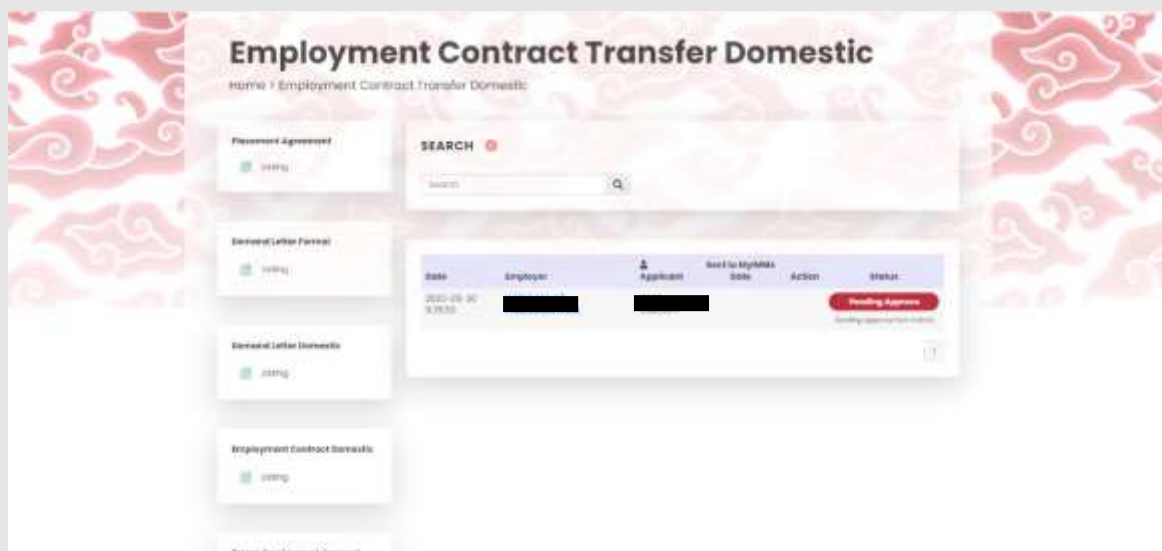 Employment Contract Transfer Domestic
Home > Employment Contract Transfer Domestic
Placement Agreement
Listing
Demand Letter Formal
Listing
Demand Letter Domestic
Listing
Employment Contract Domestic
Listing
SEARCH
Search
Date Employer Applicant Sent to MyIMMs Date Action Status
Pending Approve
1